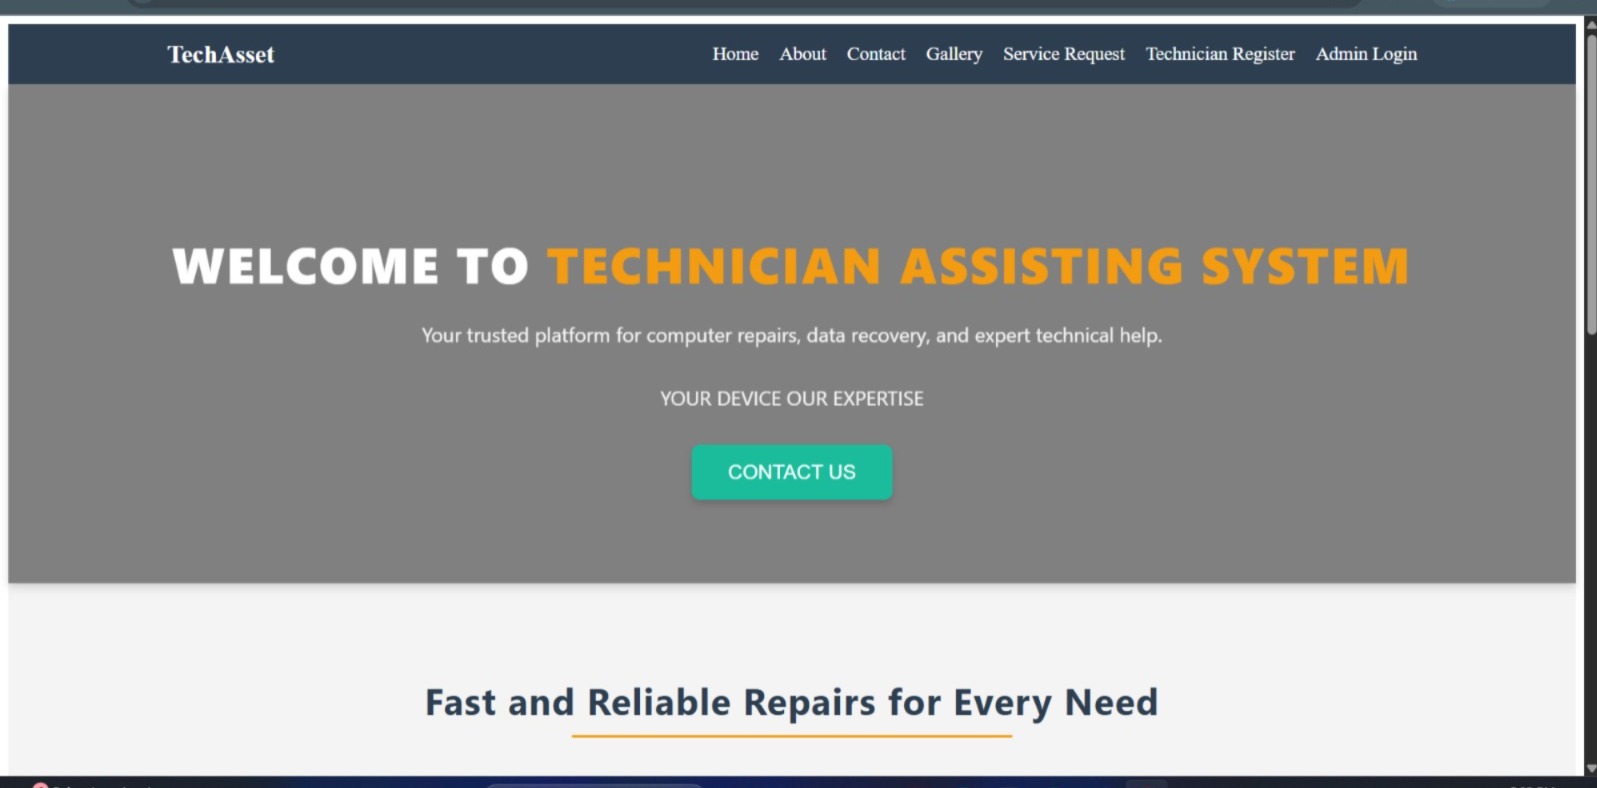 TechAsset
Home About Contact Gallery Service Request Technician Register Admin Login
WELCOME TO TECHNICIAN ASSISTING SYSTEM
Your trusted platform for computer repairs, data recovery, and expert technical help.
YOUR DEVICE OUR EXPERTISE
CONTACT US
Fast and Reliable Repairs for Every Need